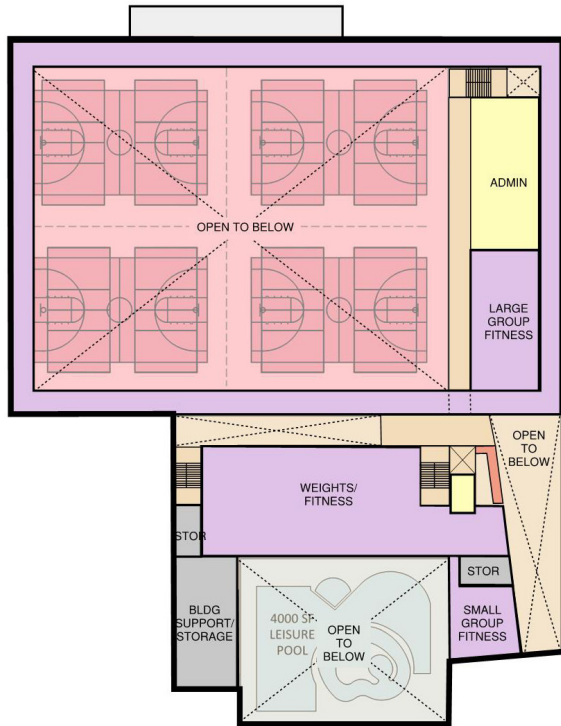 ADMIN
OPEN TO BELOW
LARGE
GROUP
FITNESS
OPEN
TO
BELOW
WEIGHTS/
FITNESS
STOR
STOR
BLDG
SUPPORT/
STORAGE
4000 SF
LEISURE
POOL
OPEN
TO
BELOW
SMALL
GROUP
FITNESS